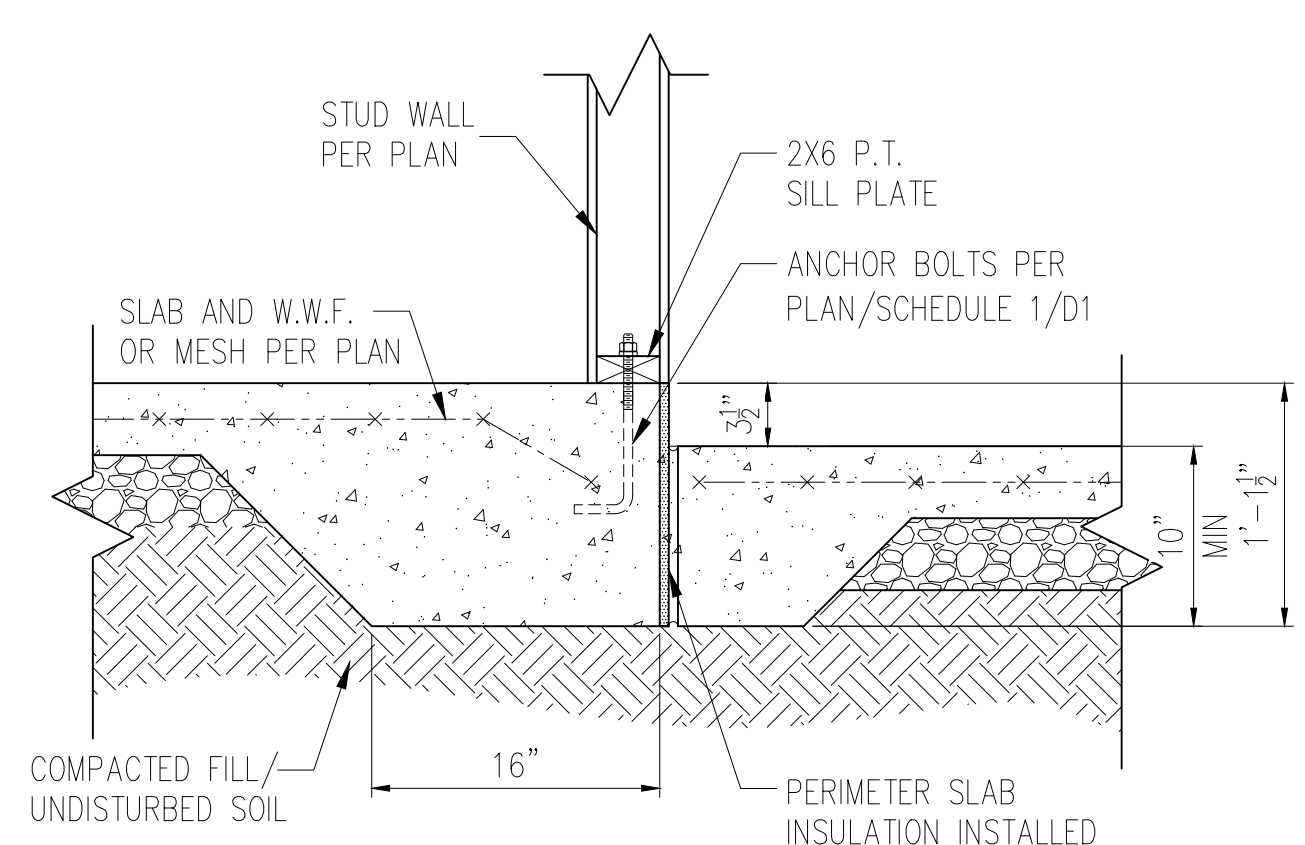 STUD WALL
PER PLAN
2X6 P.T.
SILL PLATE
ANCHOR BOLTS PER
PLAN/SCHEDULE 1/D1
SLAB AND W.W.F.
OR MESH PER PLAN
3½"
10"
MIN
1'-1½"
16"
COMPACTED FILL/
UNDISTURBED SOIL
PERIMETER SLAB
INSULATION INSTALLED